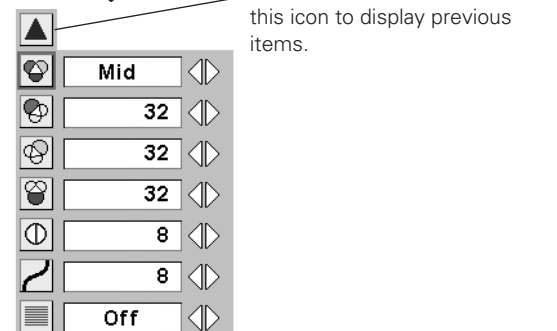 this icon to display previous
items.
Mid
32
32
32
8
8
Off